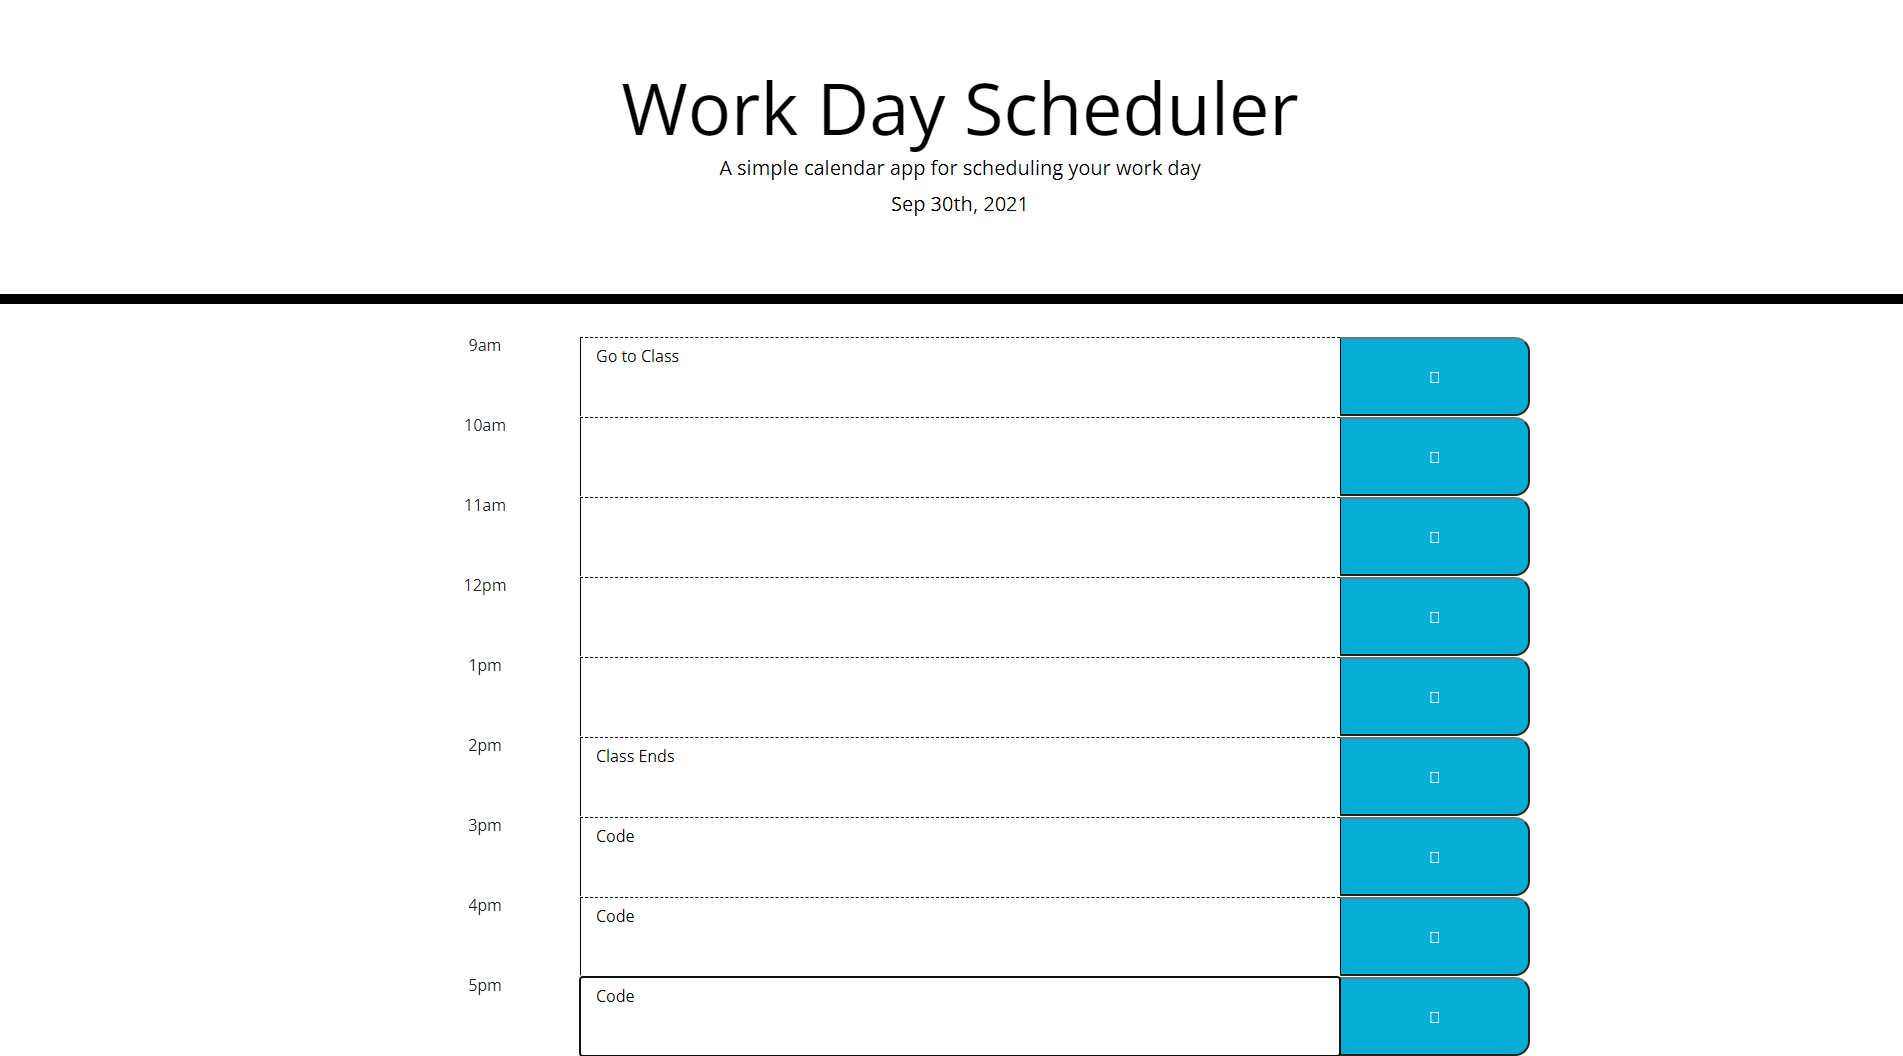 Work Day Scheduler
A simple calendar app for scheduling your work day
Sep 30th, 2021
9am
Go to Class
10am
11am
12pm
1pm
2pm
Class Ends
3pm
Code
4pm
Code
5pm
Code